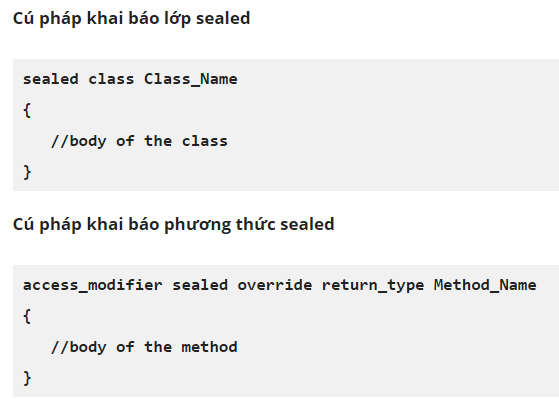 Cú pháp khai báo lớp sealed
sealed class Class_Name
{
//body of the class
}
Cú pháp khai báo phương thức sealed
access_modifier sealed override return_type Method_Name
{
//body of the method
}